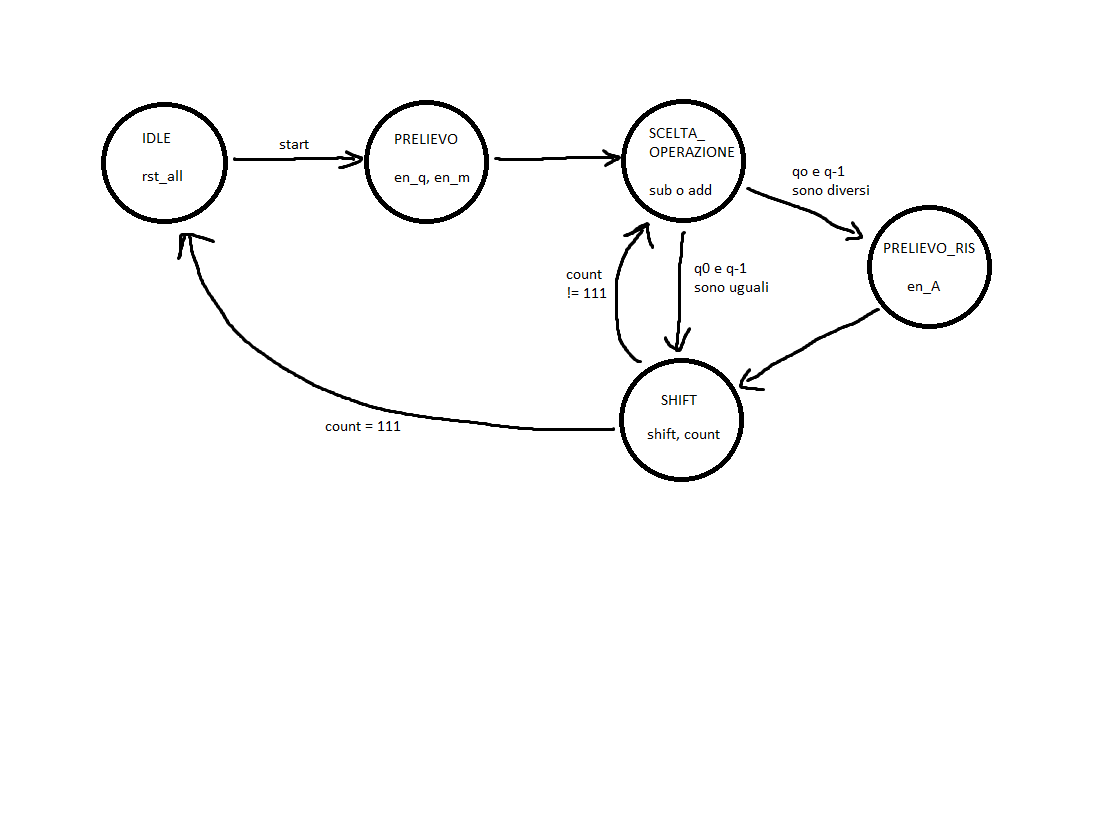 IDLE
rst_all
start
PRELIEVO
en_q, en_m
SCELTA_
OPERAZIONE
sub o add
qo e q-1
sono diversi
PRELIEVO_RIS
en_A
q0 e q-1
sono uguali
count
!= 111
SHIFT
shift, count
count = 111